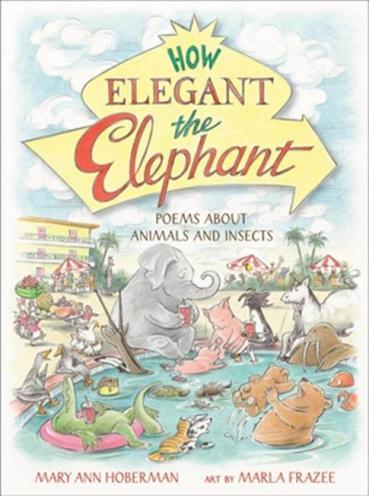 HOW
ELEGANT
the
Elephant
POEMS ABOUT
ANIMALS AND INSECTS
MARY ANN HOBERMAN ART BY MARLA FRAZEE